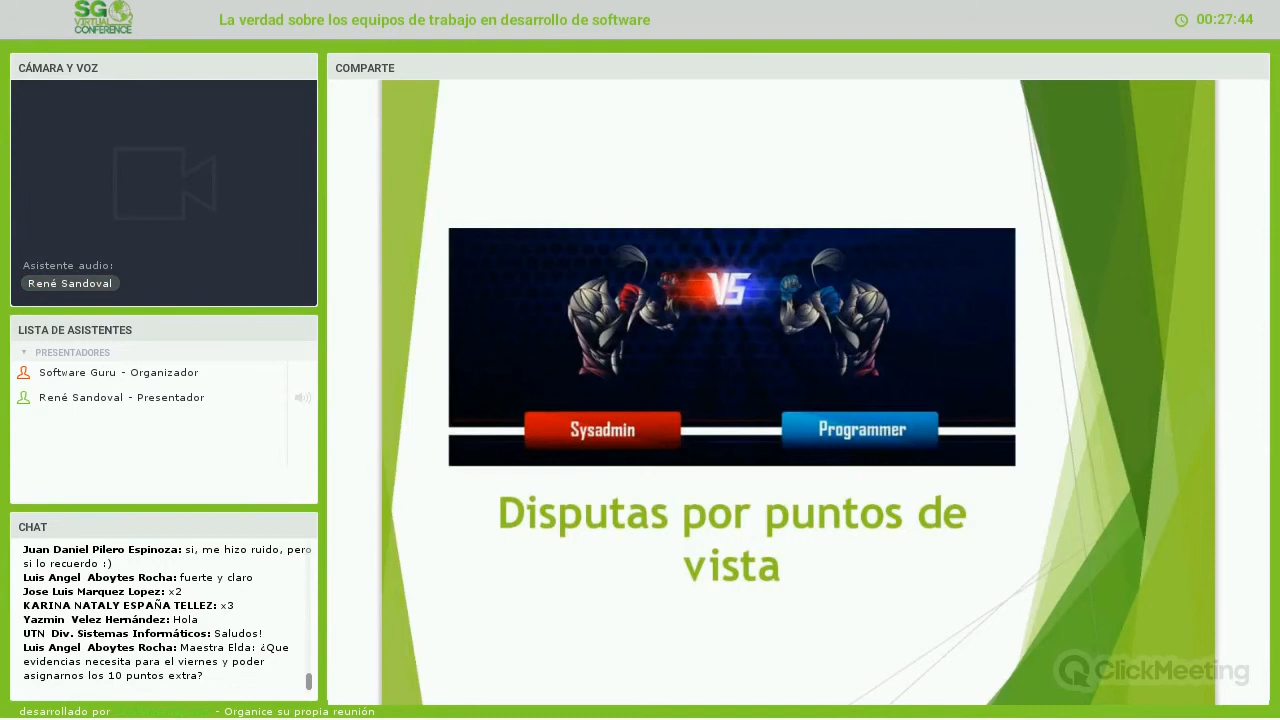 SG
VIRTUAL
CONFERENCE
La verdad sobre los equipos de trabajo en desarrollo de software
00:27:44
CÁMARA Y VOZ
Asistente audio:
René Sandoval
LISTA DE ASISTENTES
PRESENTADORES
Software Guru - Organizador
René Sandoval - Presentador
CHAT
Juan Daniel Pilero Espinoza: si, me hizo ruido, pero
si lo recuerdo :)
Luis Angel Aboytes Rocha: fuerte y claro
Jose Luis Marquez Lopez: x2
KARINA NATALY ESPAÑA TELLEZ: x3
Yazmin Velez Hernández: Hola
UTN Div. Sistemas Informáticos: Saludos!
Luis Angel Aboytes Rocha: Maestra Elda: ¿Que
evidencias necesita para el viernes y poder
asignarnos los 10 puntos extra?
desarrollado por - Organice su propia reunión
COMPARTE
VS
Sysadmin
Programmer
Disputas por puntos de
vista
ClickMeeting